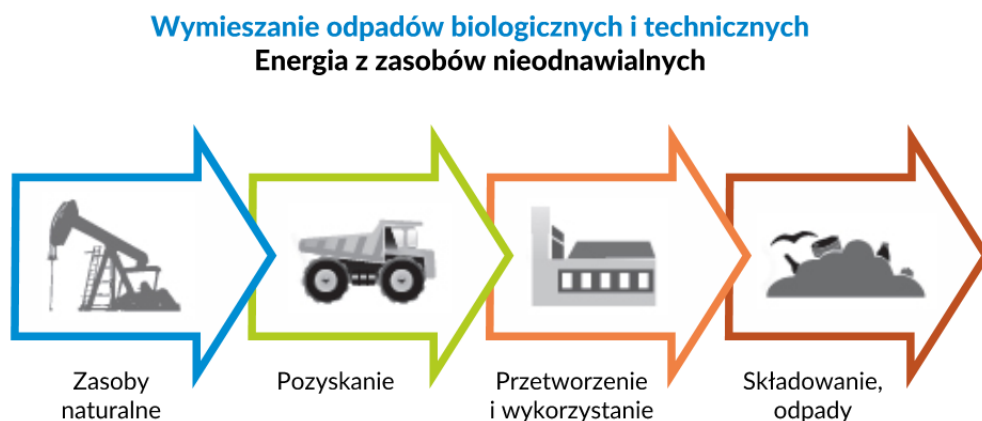 Wymieszanie odpadów biologicznych i technicznych
Energia z zasobów nieodnawialnych
Zasoby
naturalne
Pozyskanie
Przetworzenie
i wykorzystanie
Składowanie,
odpady